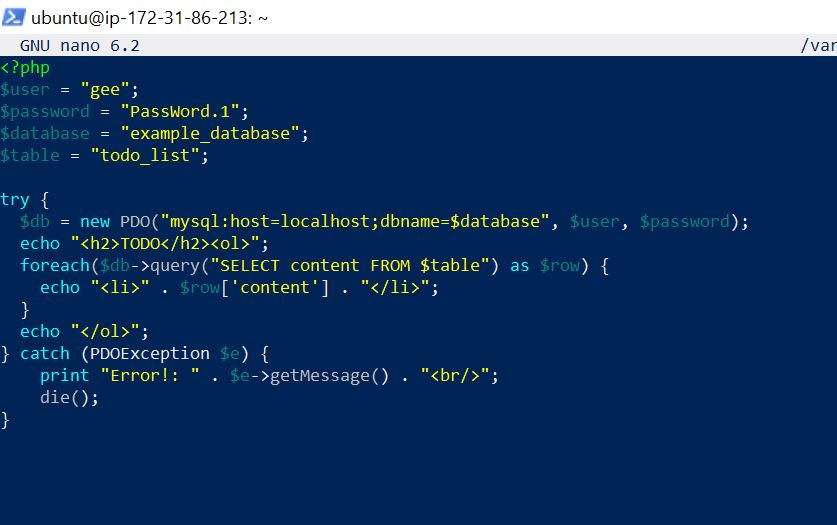 ubuntu@ip-172-31-86-213: ~
GNU nano 6.2 /var
<?php
$user = "gee";
$password = "PassWord.1";
$database = "example_database";
$table = "todo_list";

try {
  $db = new PDO("mysql:host=localhost;dbname=$database", $user, $password);
  echo "<h2>TODO</h2><ol>";
  foreach($db->query("SELECT content FROM $table") as $row) {
    echo "<li>" . $row['content'] . "</li>";
  }
  echo "</ol>";
} catch (PDOException $e) {
    print "Error!: " . $e->getMessage() . "<br/>";
    die();
}